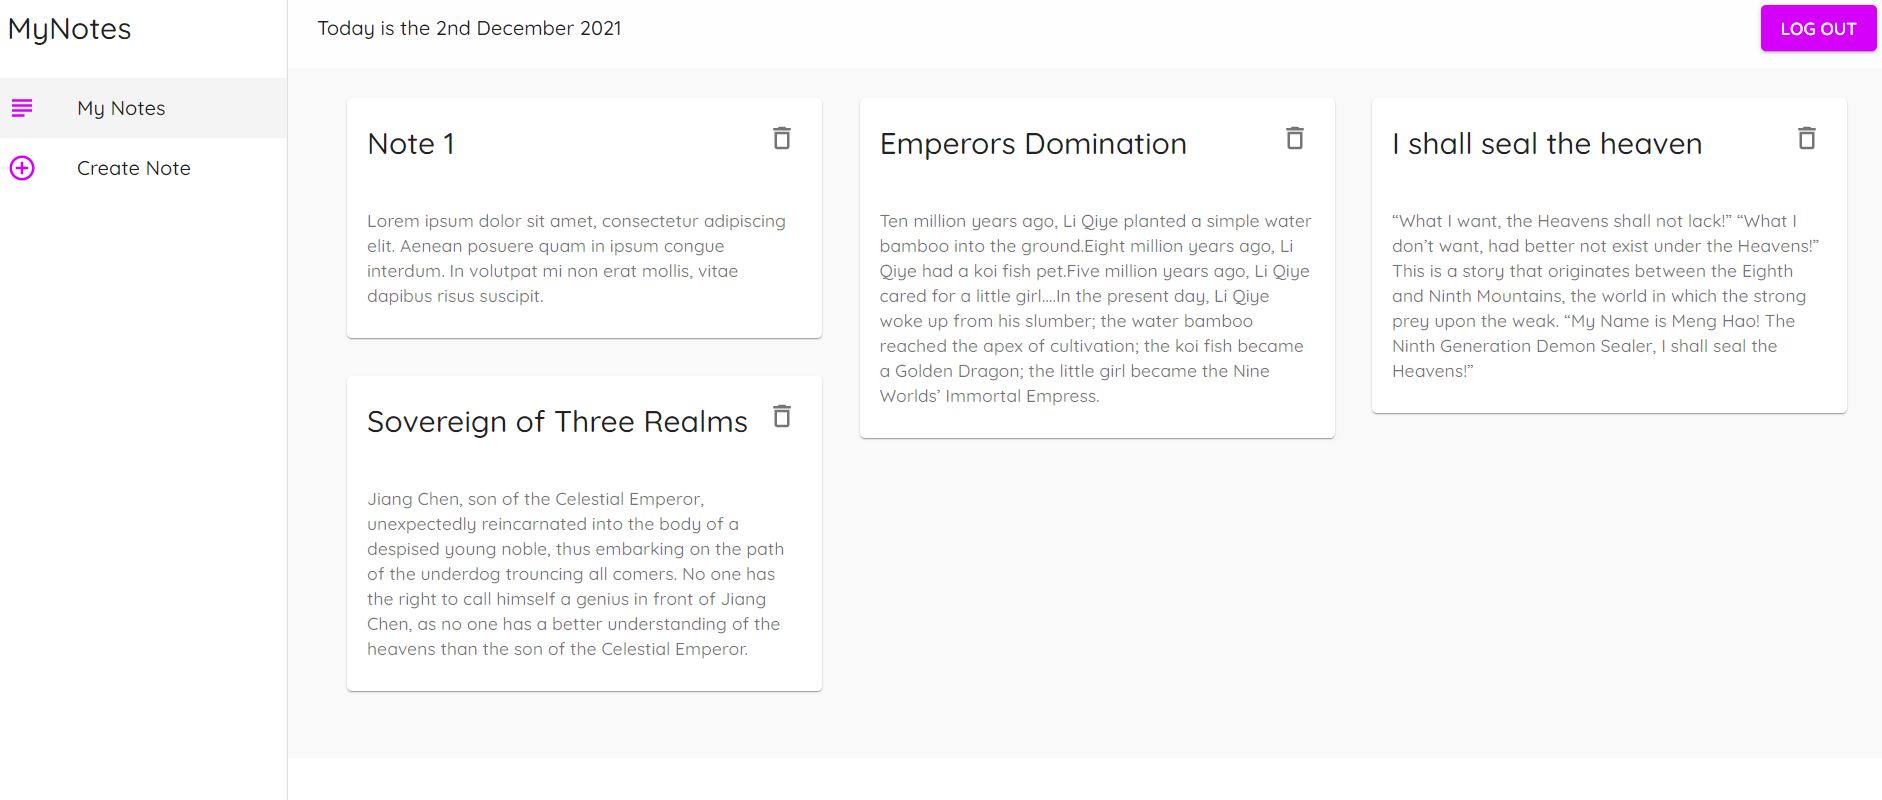 MyNotes
My Notes
Create Note
Today is the 2nd December 2021
LOG OUT
Note 1
Lorem ipsum dolor sit amet, consectetur adipiscing
elit. Aenean posuere quam in ipsum congue
interdum. In volutpat mi non erat mollis, vitae
dapibus risus suscipit.
Sovereign of Three Realms
Jiang Chen, son of the Celestial Emperor,
unexpectedly reincarnated into the body of a
despised young noble, thus embarking on the path
of the underdog trouncing all comers. No one has
the right to call himself a genius in front of Jiang
Chen, as no one has a better understanding of the
heavens than the son of the Celestial Emperor.
Emperors Domination
Ten million years ago, Li Qiye planted a simple water
bamboo into the ground.Eight million years ago, Li
Qiye had a koi fish pet.Five million years ago, Li Qiye
cared for a little girl....In the present day, Li Qiye
woke up from his slumber; the water bamboo
reached the apex of cultivation; the koi fish became
a Golden Dragon; the little girl became the Nine
Worlds’ Immortal Empress.
I shall seal the heaven
“What I want, the Heavens shall not lack!” “What I
don’t want, had better not exist under the Heavens!”
This is a story that originates between the Eighth
and Ninth Mountains, the world in which the strong
prey upon the weak. “My Name is Meng Hao! The
Ninth Generation Demon Sealer, I shall seal the
Heavens!”